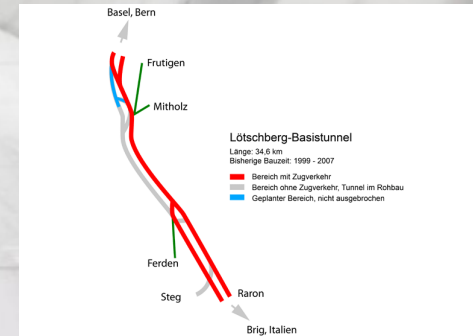 Basel, Bern
Frutigen
Mitholz
Lötschberg-Basistunnel
Länge: 34,6 km
Bisherige Bauzeit: 1999 - 2007
Bereich mit Zugverkehr
Bereich ohne Zugverkehr, Tunnel im Rohbau
Geplanter Bereich, nicht ausgebrochen
Ferden
Steg
Raron
Brig, Italien